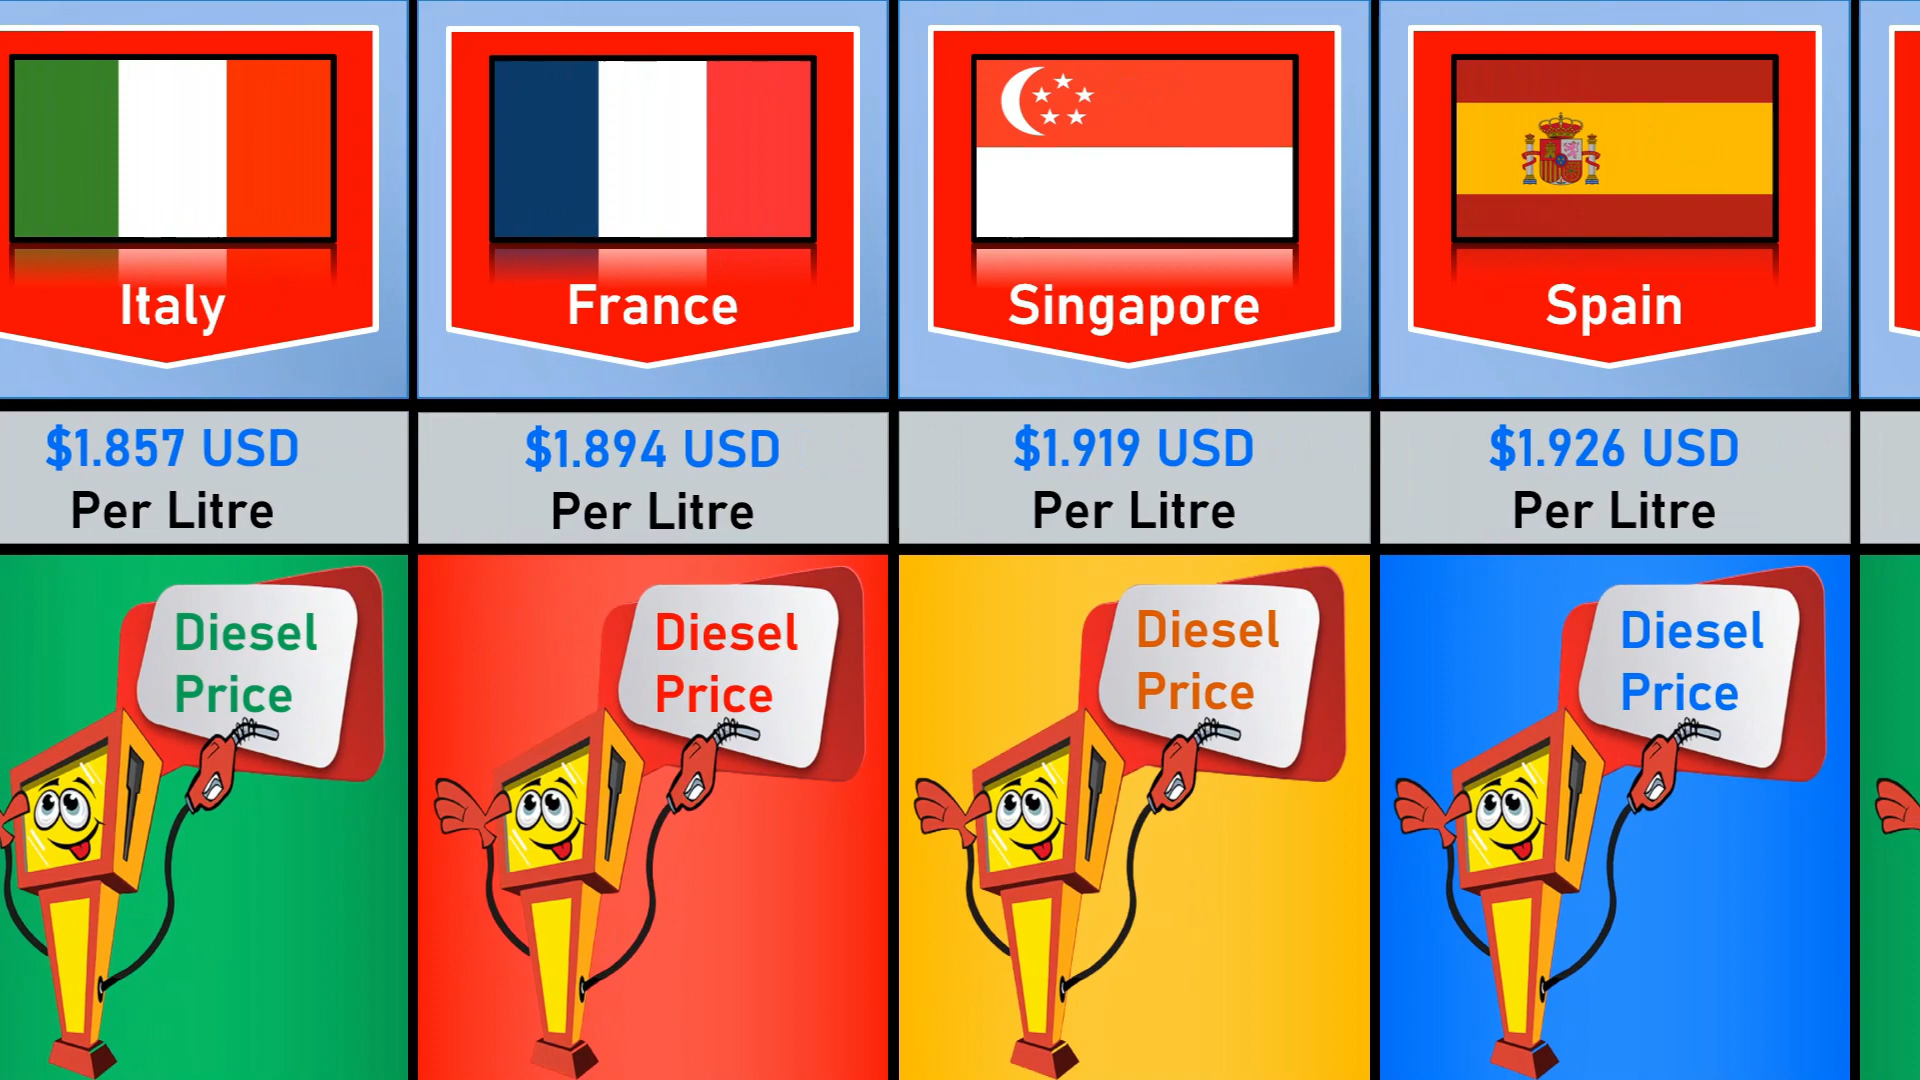 Italy
$1.857 USD
Per Litre
Diesel
Price
France
$1.894 USD
Per Litre
Diesel
Price
Singapore
$1.919 USD
Per Litre
Diesel
Price
Spain
$1.926 USD
Per Litre
Diesel
Price